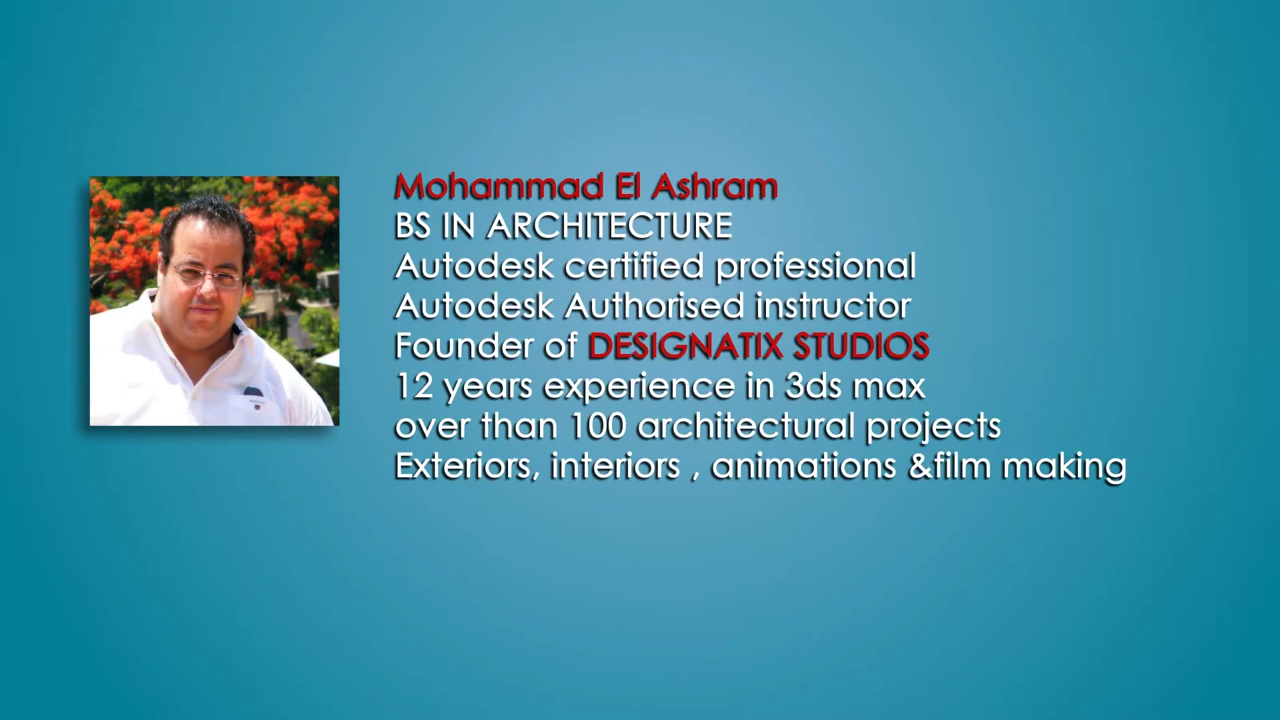 Mohammad El Ashram
BS IN ARCHITECTURE
Autodesk certified professional
Autodesk Authorised instructor
Founder of DESIGNATIX STUDIOS
12 years experience in 3ds max
over than 100 architectural projects
Exteriors, interiors , animations &film making